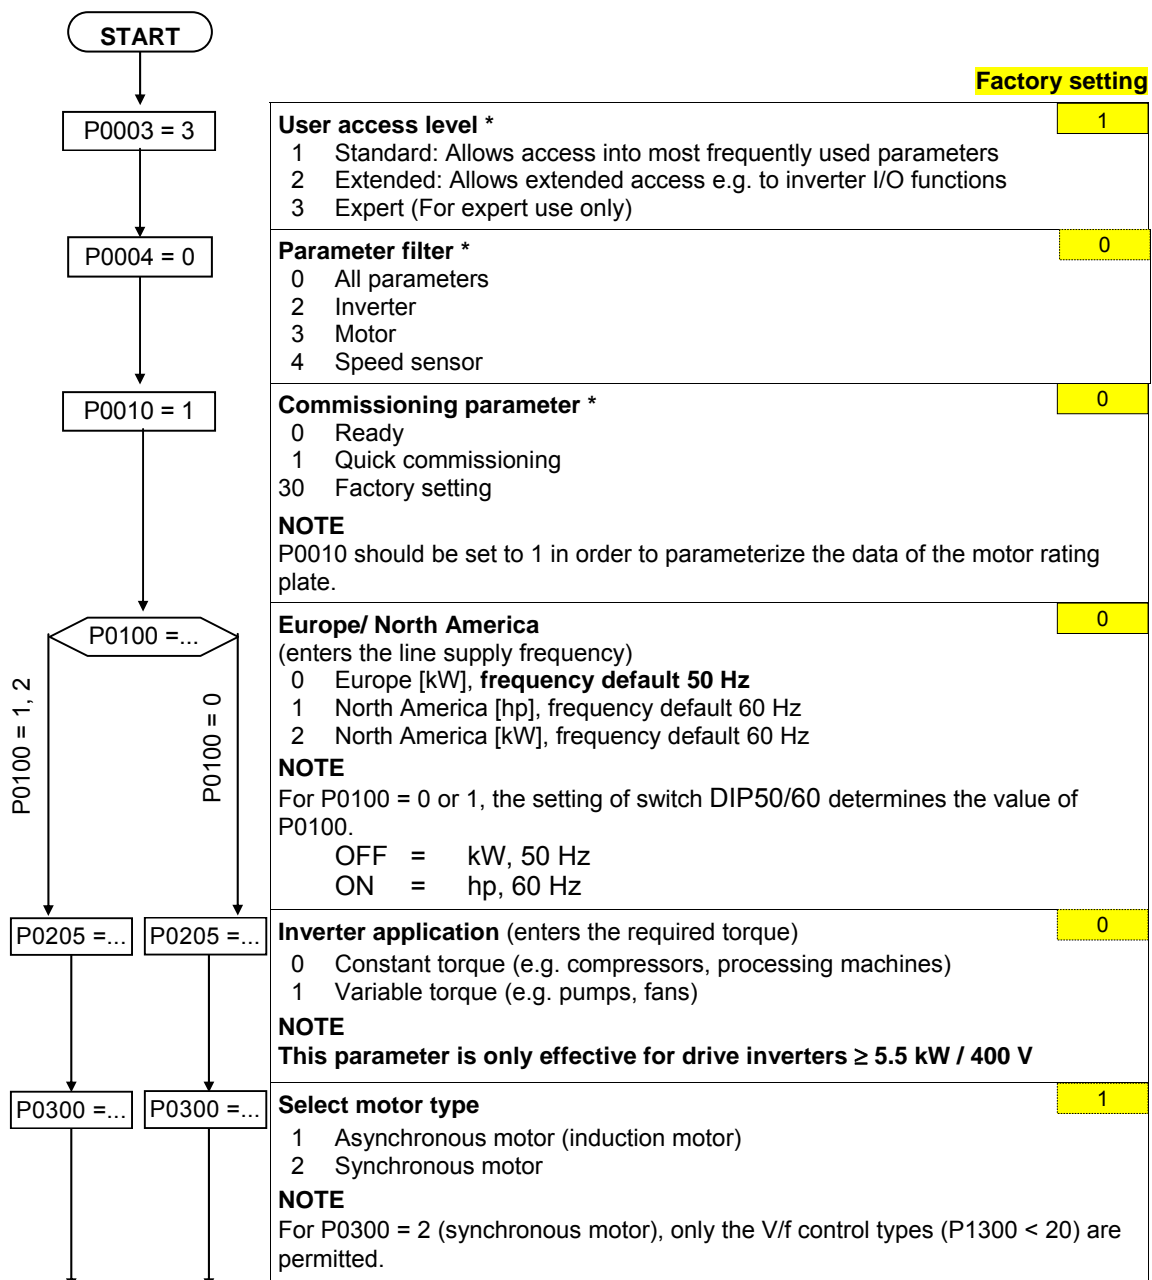 START
Factory setting
P0003 = 3
User access level *
1
1 Standard: Allows access into most frequently used parameters
2 Extended: Allows extended access e.g. to inverter I/O functions
3 Expert (For expert use only)
P0004 = 0
Parameter filter *
0
0 All parameters
2 Inverter
3 Motor
4 Speed sensor
P0010 = 1
Commissioning parameter *
0
0 Ready
1 Quick commissioning
30 Factory setting
NOTE
P0010 should be set to 1 in order to parameterize the data of the motor rating
plate.
P0100 =...
P0100 = 1, 2
P0100 = 0
Europe/ North America
0
(enters the line supply frequency)
0 Europe [kW], frequency default 50 Hz
1 North America [hp], frequency default 60 Hz
2 North America [kW], frequency default 60 Hz
NOTE
For P0100 = 0 or 1, the setting of switch DIP50/60 determines the value of
P0100.
OFF = kW, 50 Hz
ON = hp, 60 Hz
P0205 =...
P0205 =...
Inverter application (enters the required torque)
0
0 Constant torque (e.g. compressors, processing machines)
1 Variable torque (e.g. pumps, fans)
NOTE
This parameter is only effective for drive inverters ≥ 5.5 kW / 400 V
P0300 =...
P0300 =...
Select motor type
1
1 Asynchronous motor (induction motor)
2 Synchronous motor
NOTE
For P0300 = 2 (synchronous motor), only the V/f control types (P1300 < 20) are
permitted.